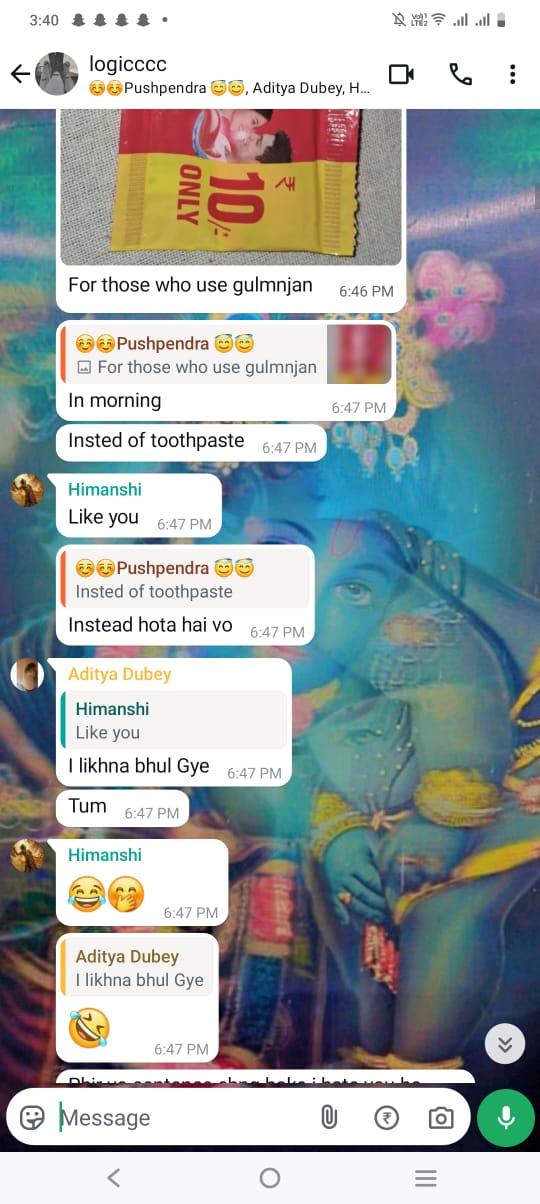 3:40
Vo)) 1
LTE2
logicccc
☺️☺️Pushpendra 😇😇, Aditya Dubey, H...
₹
10/-*
ONLY
For those who use gulmnjan
6:46 PM
☺️☺️Pushpendra 😇😇
For those who use gulmnjan
In morning
6:47 PM
Insted of toothpaste
6:47 PM
Himanshi
Like you
6:47 PM
☺️☺️Pushpendra 😇😇
Insted of toothpaste
Instead hota hai vo
6:47 PM
Aditya Dubey
Himanshi
Like you
I likhna bhul Gye
6:47 PM
Tum
6:47 PM
Himanshi
😂🤭
6:47 PM
Aditya Dubey
I likhna bhul Gye
🤣
6:47 PM
Message